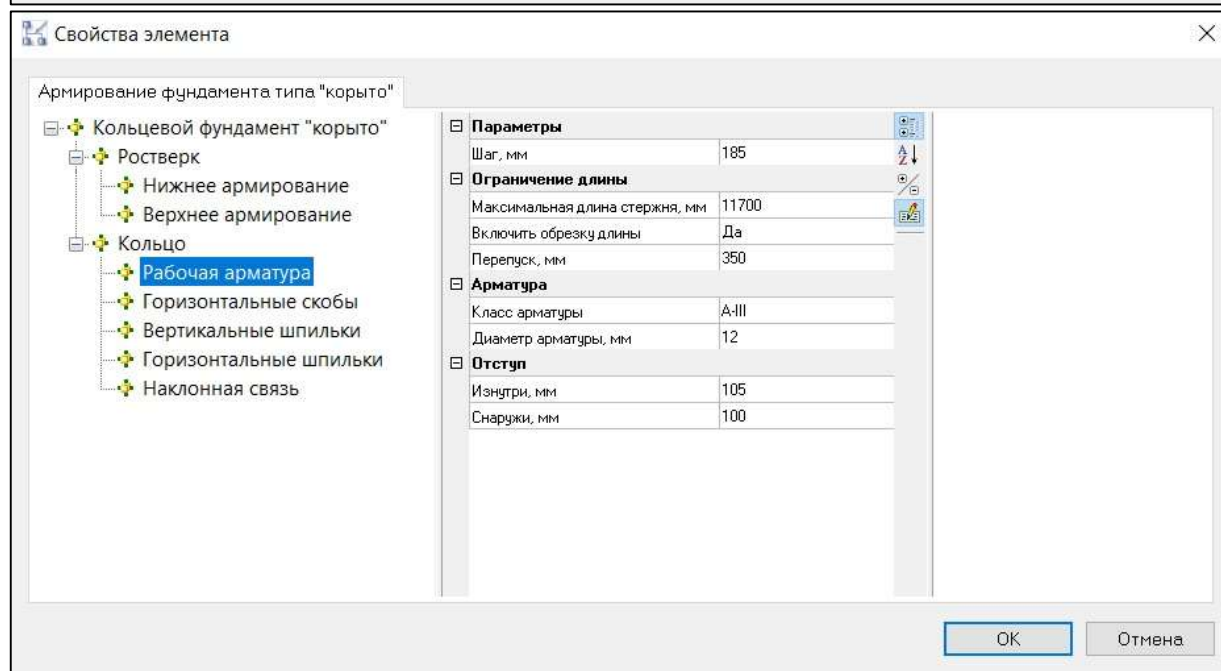 Свойства элемента
Армирование фундамента типа "корыто"
Кольцевой фундамент "корыто"
Ростверк
Нижнее армирование
Верхнее армирование
Кольцо
Рабочая арматура
Горизонтальные скобы
Вертикальные шпильки
Горизонтальные шпильки
Наклонная связь
Параметры
Шаг, мм 185
Ограничение длины
Максимальная длина стержня, мм 11700
Включить обрезку длины Да
Перепуск, мм 350
Арматура
Класс арматуры A-III
Диаметр арматуры, мм 12
Отступ
Изнутри, мм 105
Снаружи, мм 100
A
Z
OK Отмена